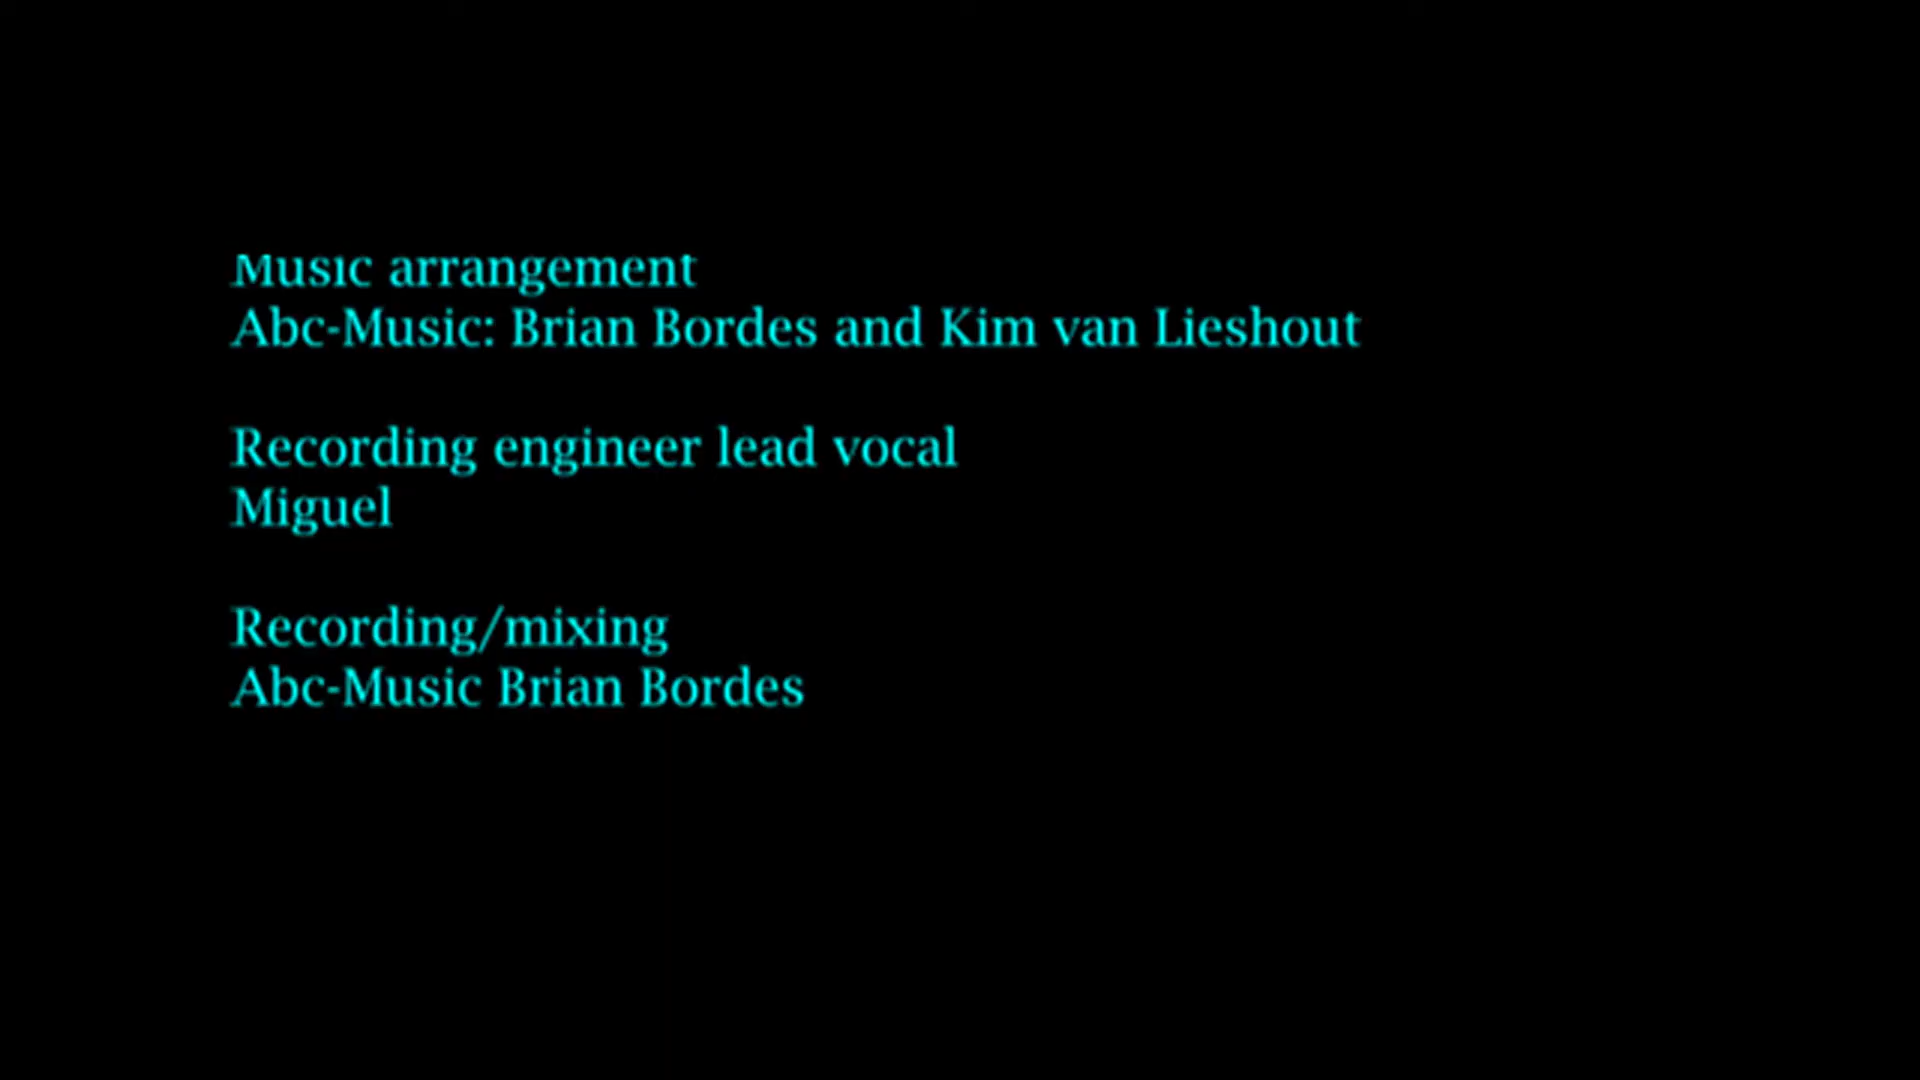 Music arrangement
Abc-Music: Brian Bordes and Kim van Lieshout
Recording engineer lead vocal
Miguel
Recording/mixing
Abc-Music Brian Bordes